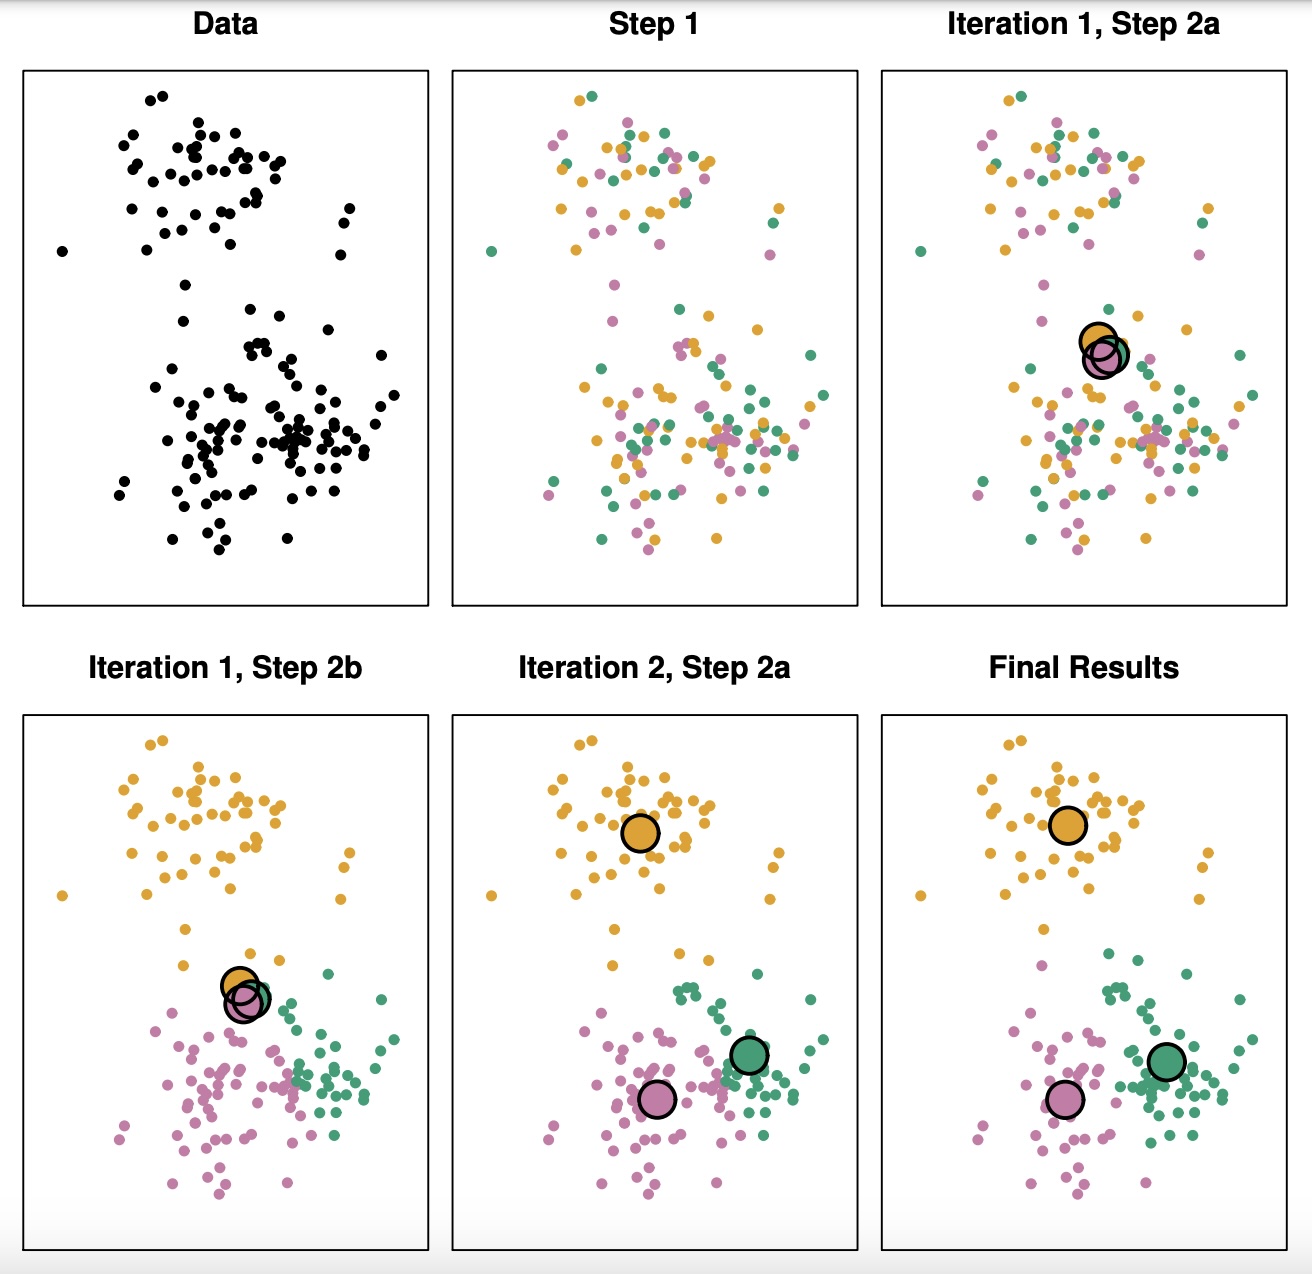 Data
Step 1
Iteration 1, Step 2a
Iteration 1, Step 2b
Iteration 2, Step 2a
Final Results